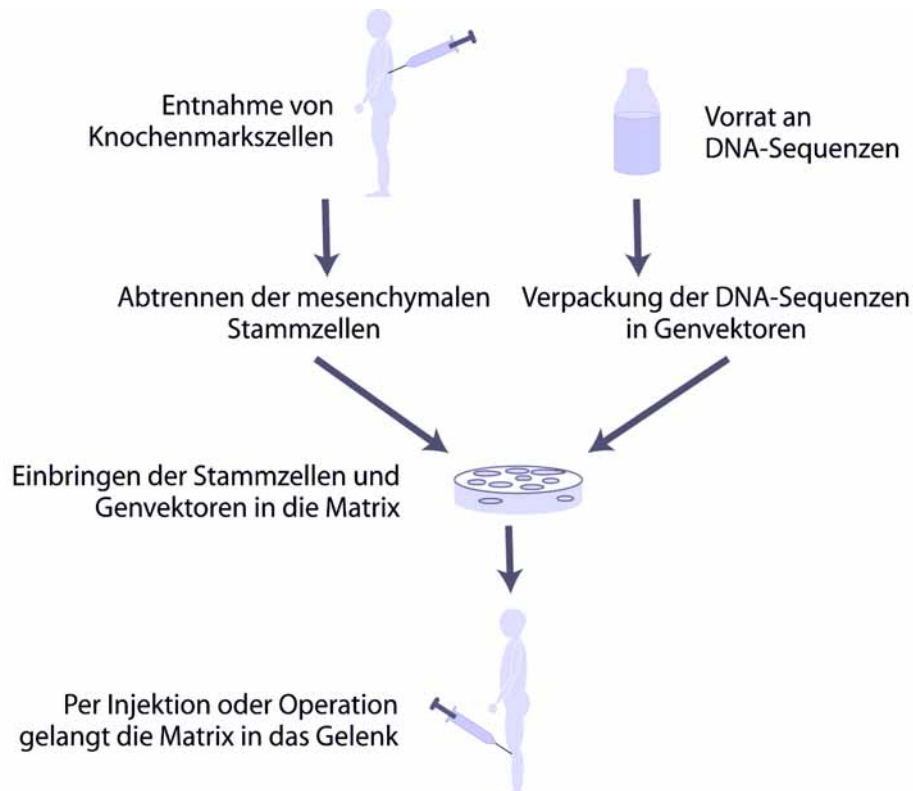 Entnahme von
Knochenmarkszellen
Vorrat an
DNA-Sequenzen
Abtrennen der mesenchymalen
Stammzellen
Verpackung der DNA-Sequenzen
in Genvektoren
Einbringen der Stammzellen und
Genvektoren in die Matrix
Per Injektion oder Operation
gelangt die Matrix in das Gelenk